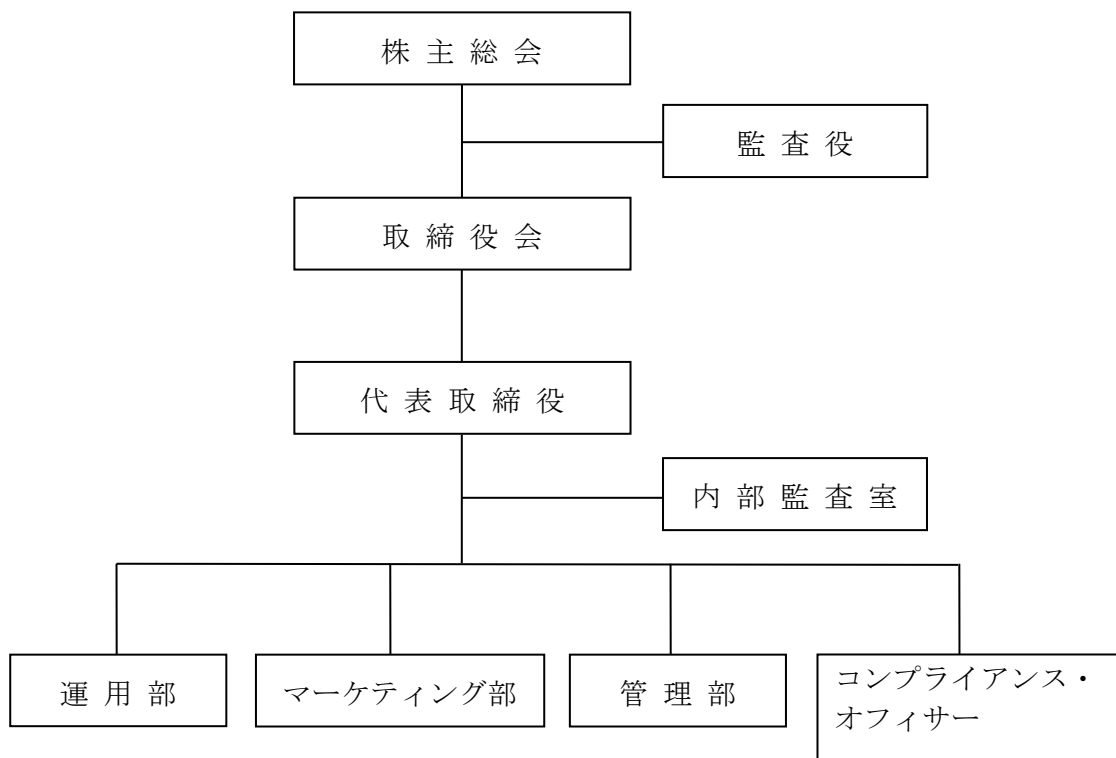 株主総会
監査役
取締役会
代表取締役
内部監査室
運用部
マーケティング部
管理部
コンプライアンス・
オフィサー